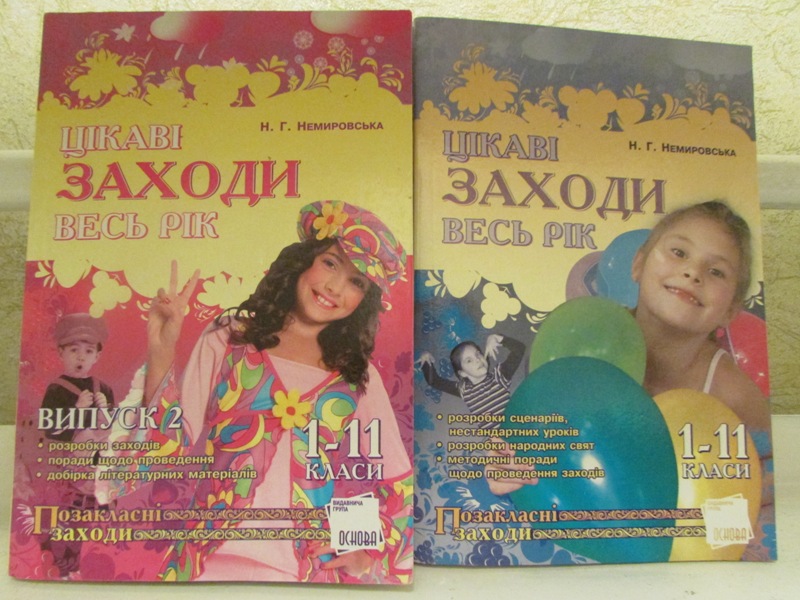 Н. Г. Немировська
ЦІКАВІ
ЗАХОДИ
ВЕСЬ РІК
ВИПУСК 2
• розробки заходів
• поради щодо проведення
• добірка літературних матеріалів
1-11
КЛАСИ
Позакласні
заходи
ВИДАВНИЧА
ГРУПА
ОСНОВА
Н. Г. Немировська
ЦІКАВІ
ЗАХОДИ
ВЕСЬ РІК
• розробки сценаріїв,
нестандартних уроків
• розробки народних свят
• методичні поради
щодо проведення заходів
1-11
КЛАСИ
Позакласні
заходи
ВИДАВНИЧА
ГРУПА
ОСНОВА